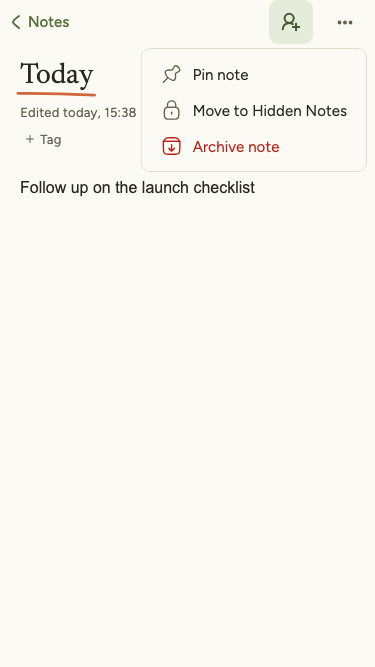 Notes
Today
Edited today, 15:38
+ Tag
Pin note
Move to Hidden Notes
Archive note
Follow up on the launch checklist